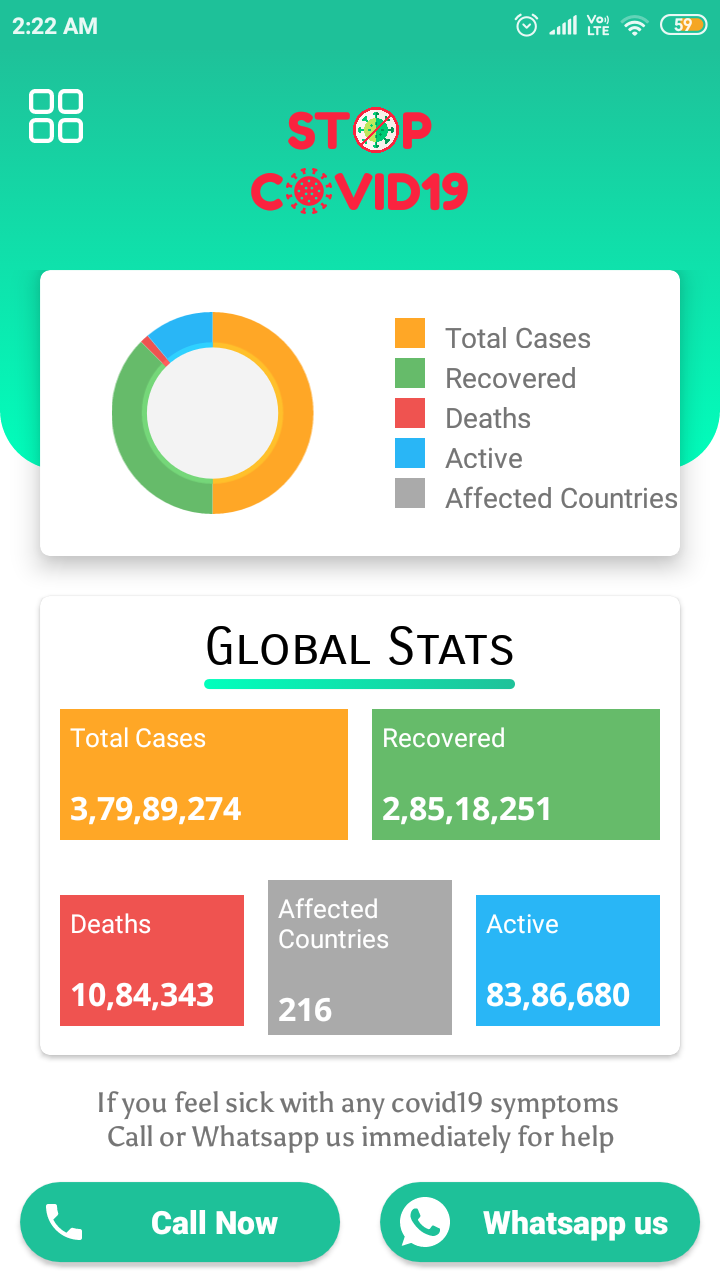 2:22 AM
Vo) LTE
59
STOP
COVID19
Total Cases
Recovered
Deaths
Active
Affected Countries
Global Stats
Total Cases
3,79,89,274
Recovered
2,85,18,251
Deaths
10,84,343
Affected
Countries
216
Active
83,86,680
If you feel sick with any covid19 symptoms
Call or Whatsapp us immediately for help
Call Now
Whatsapp us